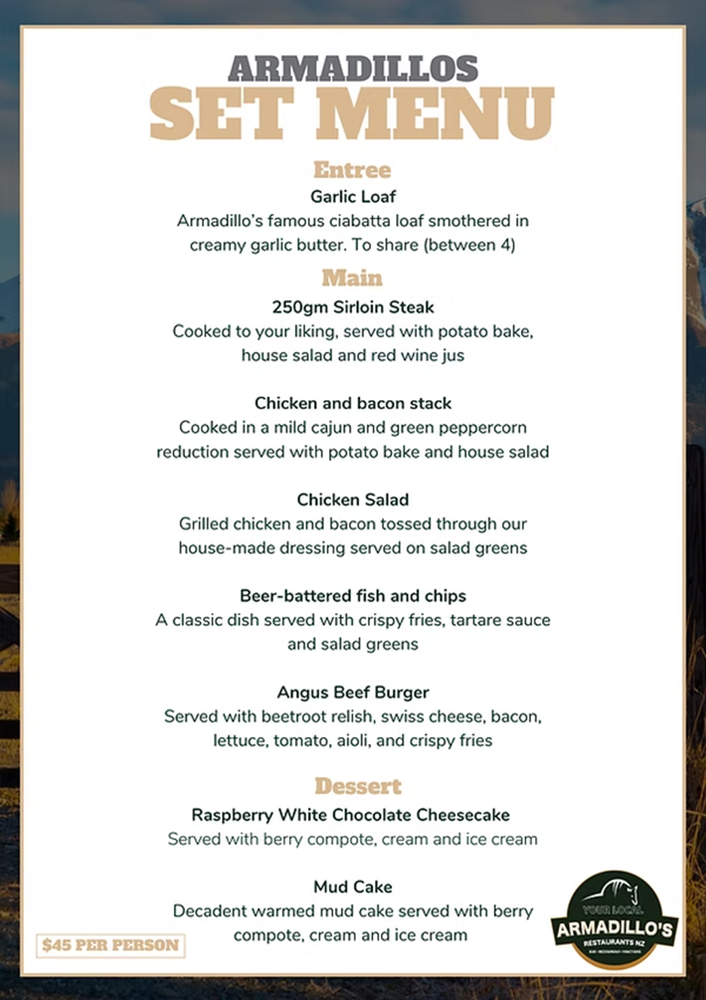 ARMADILLOS
SET MENU
Entree
Garlic Loaf
Armadillo's famous ciabatta loaf smothered in
creamy garlic butter. To share (between 4)
Main
250gm Sirloin Steak
Cooked to your liking, served with potato bake,
house salad and red wine jus
Chicken and bacon stack
Cooked in a mild cajun and green peppercorn
reduction served with potato bake and house salad
Chicken Salad
Grilled chicken and bacon tossed through our
house-made dressing served on salad greens
Beer-battered fish and chips
A classic dish served with crispy fries, tartare sauce
and salad greens
Angus Beef Burger
Served with beetroot relish, swiss cheese, bacon,
lettuce, tomato, aioli, and crispy fries
Dessert
Raspberry White Chocolate Cheesecake
Served with berry compote, cream and ice cream
Mud Cake
Decadent warmed mud cake served with berry
compote, cream and ice cream
$45 PER PERSON
YOUR LOCAL
ARMADILLO'S
RESTAURANTS NZ
BAR • RESTAURANT • FUNCTIONS